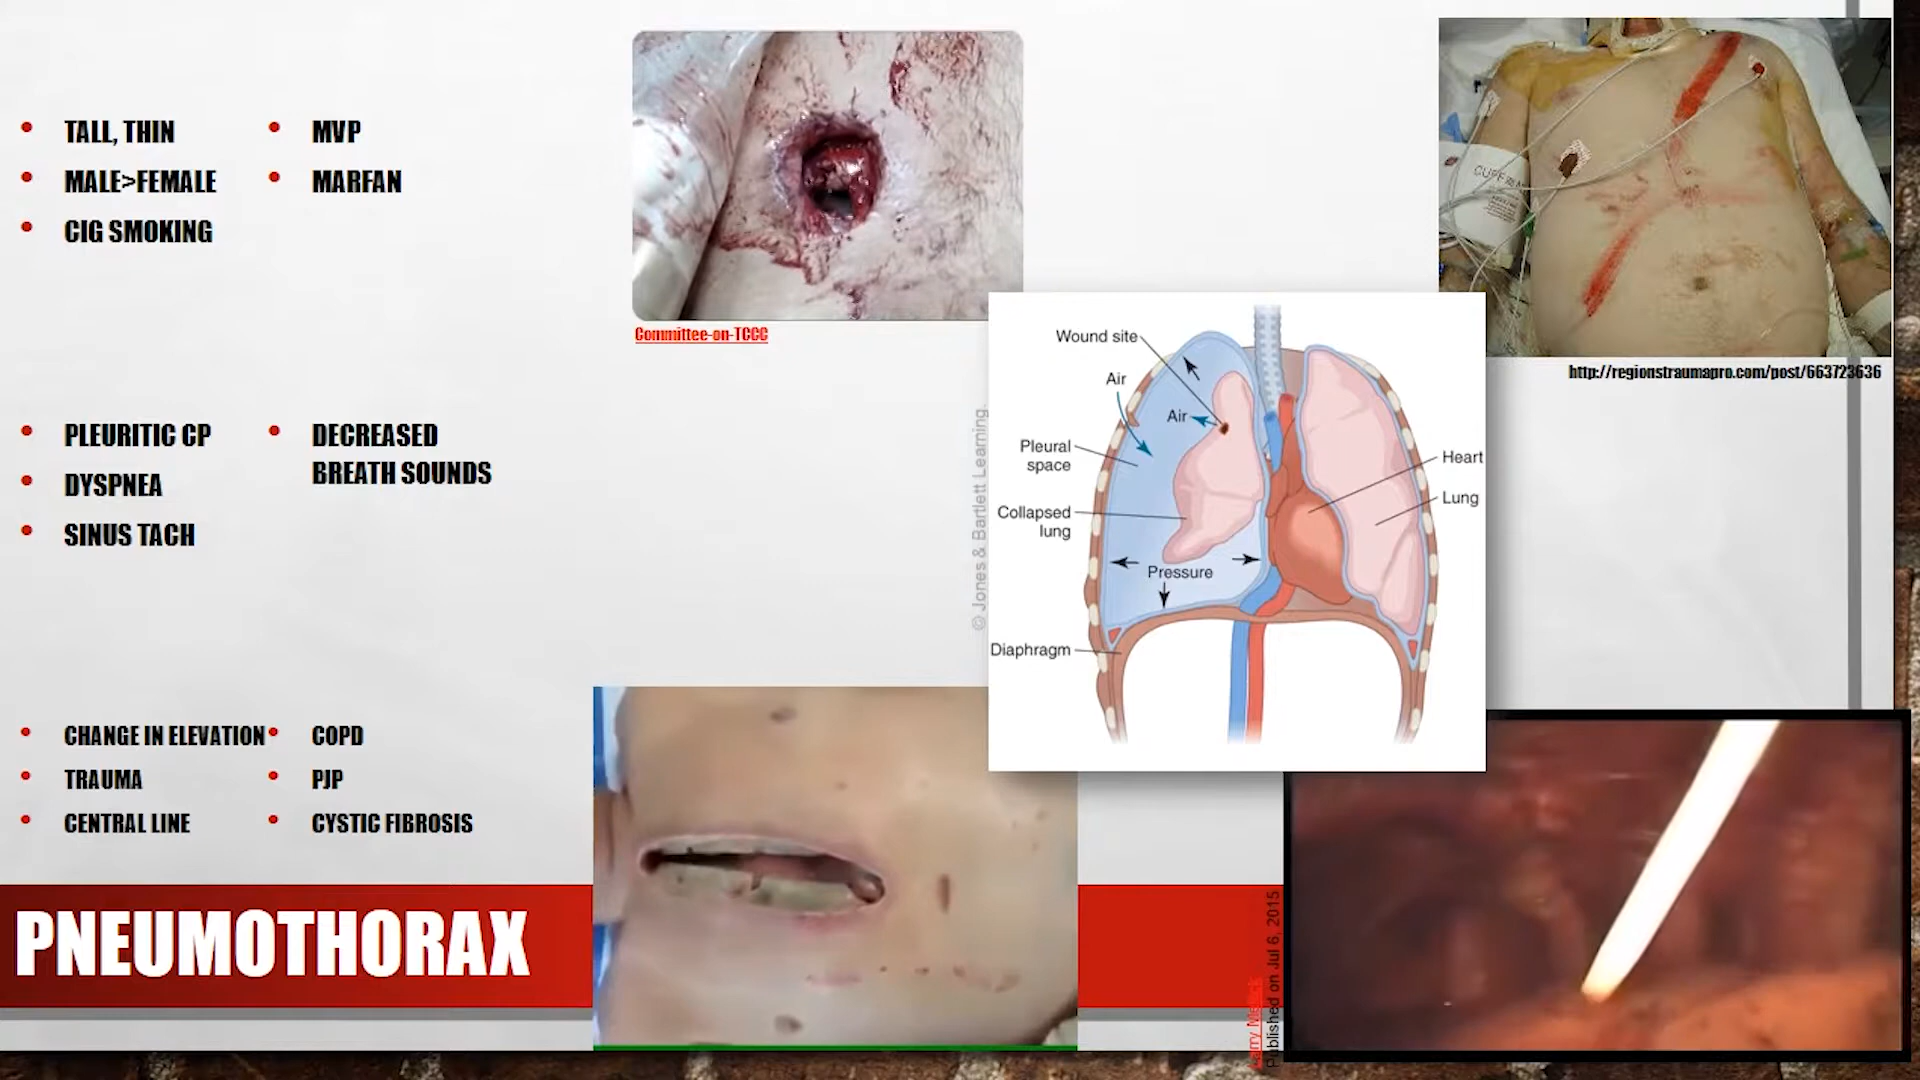 TALL, THIN
MALE>FEMALE
CIG SMOKING
MVP
MARFAN
PLEURITIC CP
DYSPNEA
SINUS TACH
DECREASED
BREATH SOUNDS
CHANGE IN ELEVATION
TRAUMA
CENTRAL LINE
COPD
PJP
CYSTIC FIBROSIS
PNEUMOTHORAX
Committee-on-TCCC
http://regionstraumapro.com/post/663723636
© Jones & Bartlett Learning.
Wound site
Air
Air
Pleural
space
Collapsed
lung
Pressure
Diaphragm
Heart
Lung
Published on Jul 6, 2015